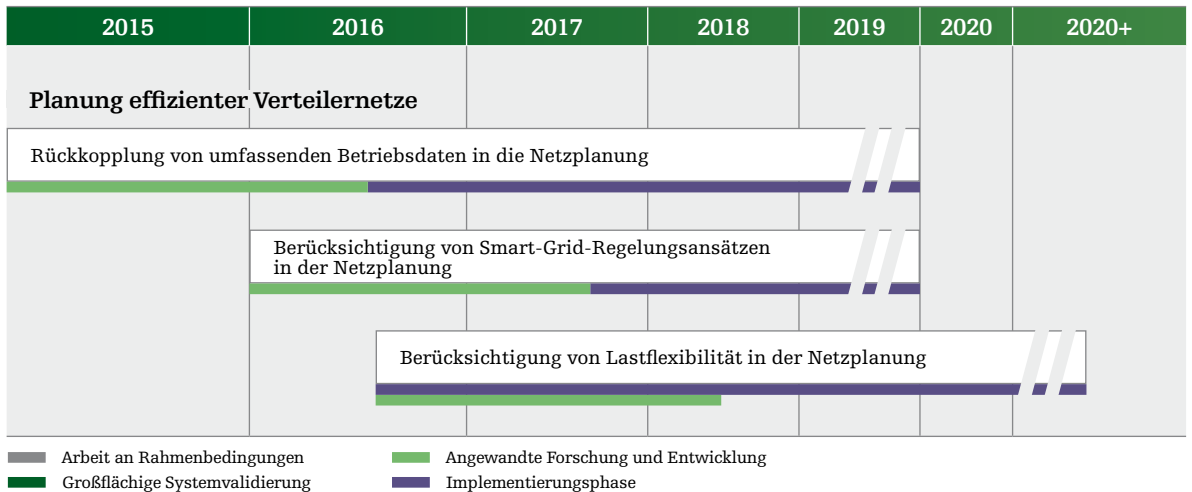 2015 2016 2017 2018 2019 2020 2020+
Planung effizienter Verteilernetze
Rückkopplung von umfassenden Betriebsdaten in die Netzplanung
Berücksichtigung von Smart-Grid-Regelungsansätzen
in der Netzplanung
Berücksichtigung von Lastflexibilität in der Netzplanung
Arbeit an Rahmenbedingungen
Großflächige Systemvalidierung
Angewandte Forschung und Entwicklung
Implementierungsphase